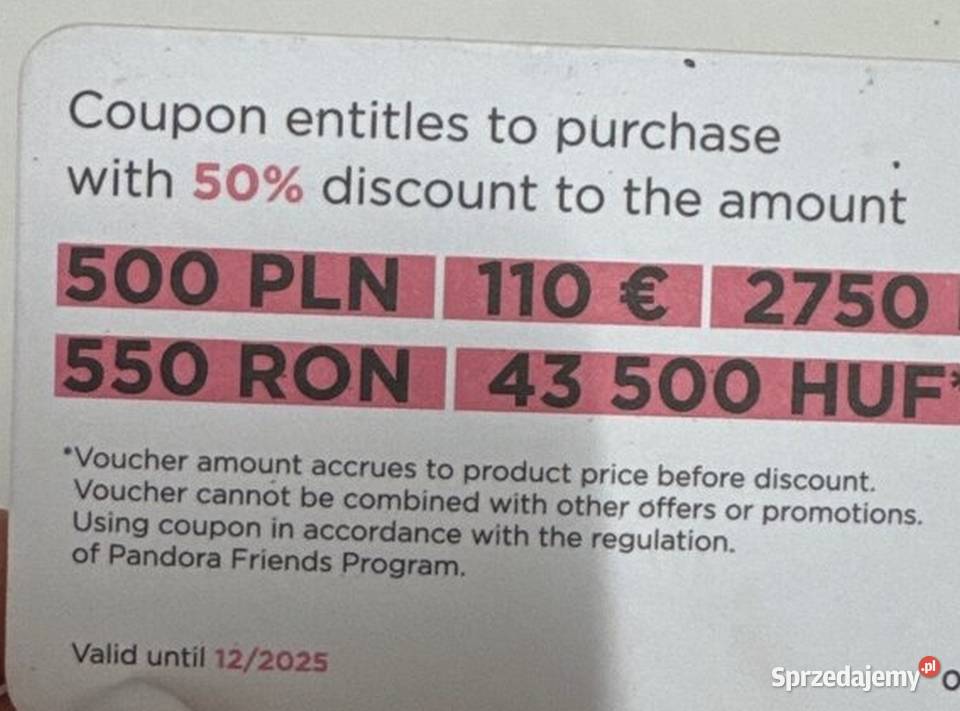 Coupon entitles to purchase
with 50% discount to the amount
500 PLN 110 € 2750
550 RON 43 500 HUF*
*Voucher amount accrues to product price before discount.
Voucher cannot be combined with other offers or promotions.
Using coupon in accordance with the regulation.
of Pandora Friends Program.
Valid until 12/2025
Sprzedajemy.pl